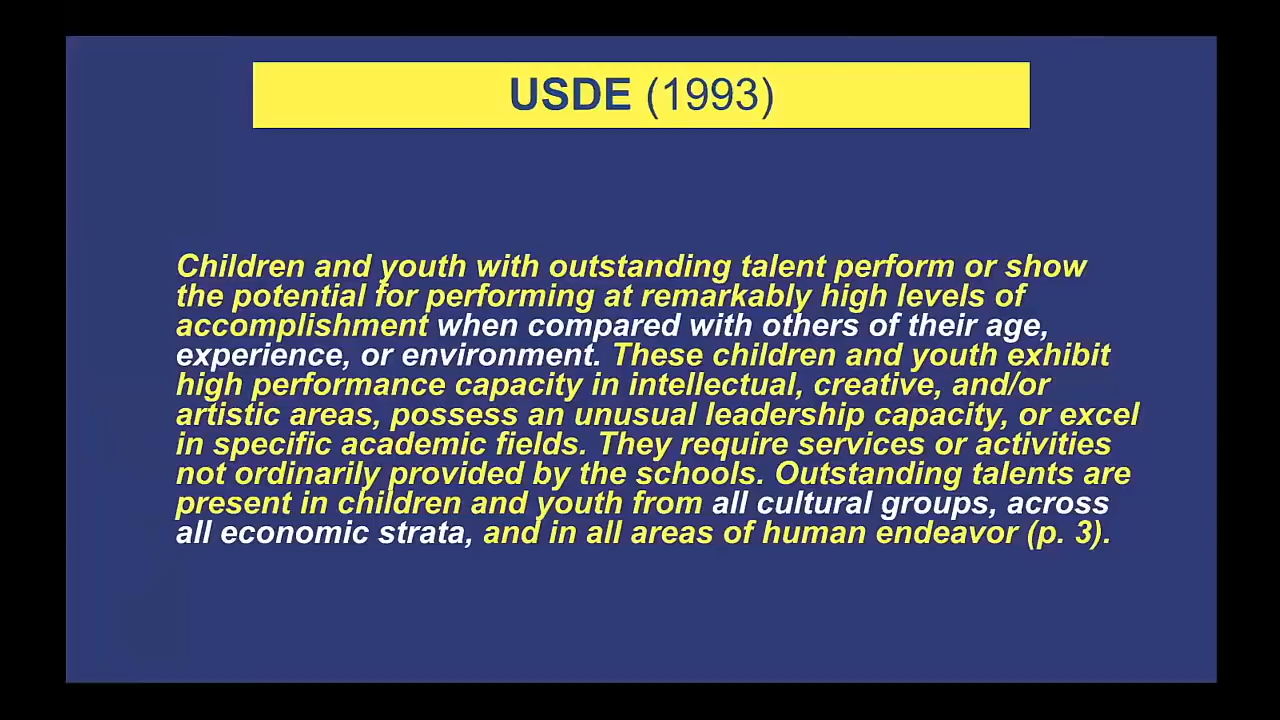 USDE (1993)
Children and youth with outstanding talent perform or show
the potential for performing at remarkably high levels of
accomplishment when compared with others of their age,
experience, or environment. These children and youth exhibit
high performance capacity in intellectual, creative, and/or
artistic areas, possess an unusual leadership capacity, or excel
in specific academic fields. They require services or activities
not ordinarily provided by the schools. Outstanding talents are
present in children and youth from all cultural groups, across
all economic strata, and in all areas of human endeavor (p. 3).